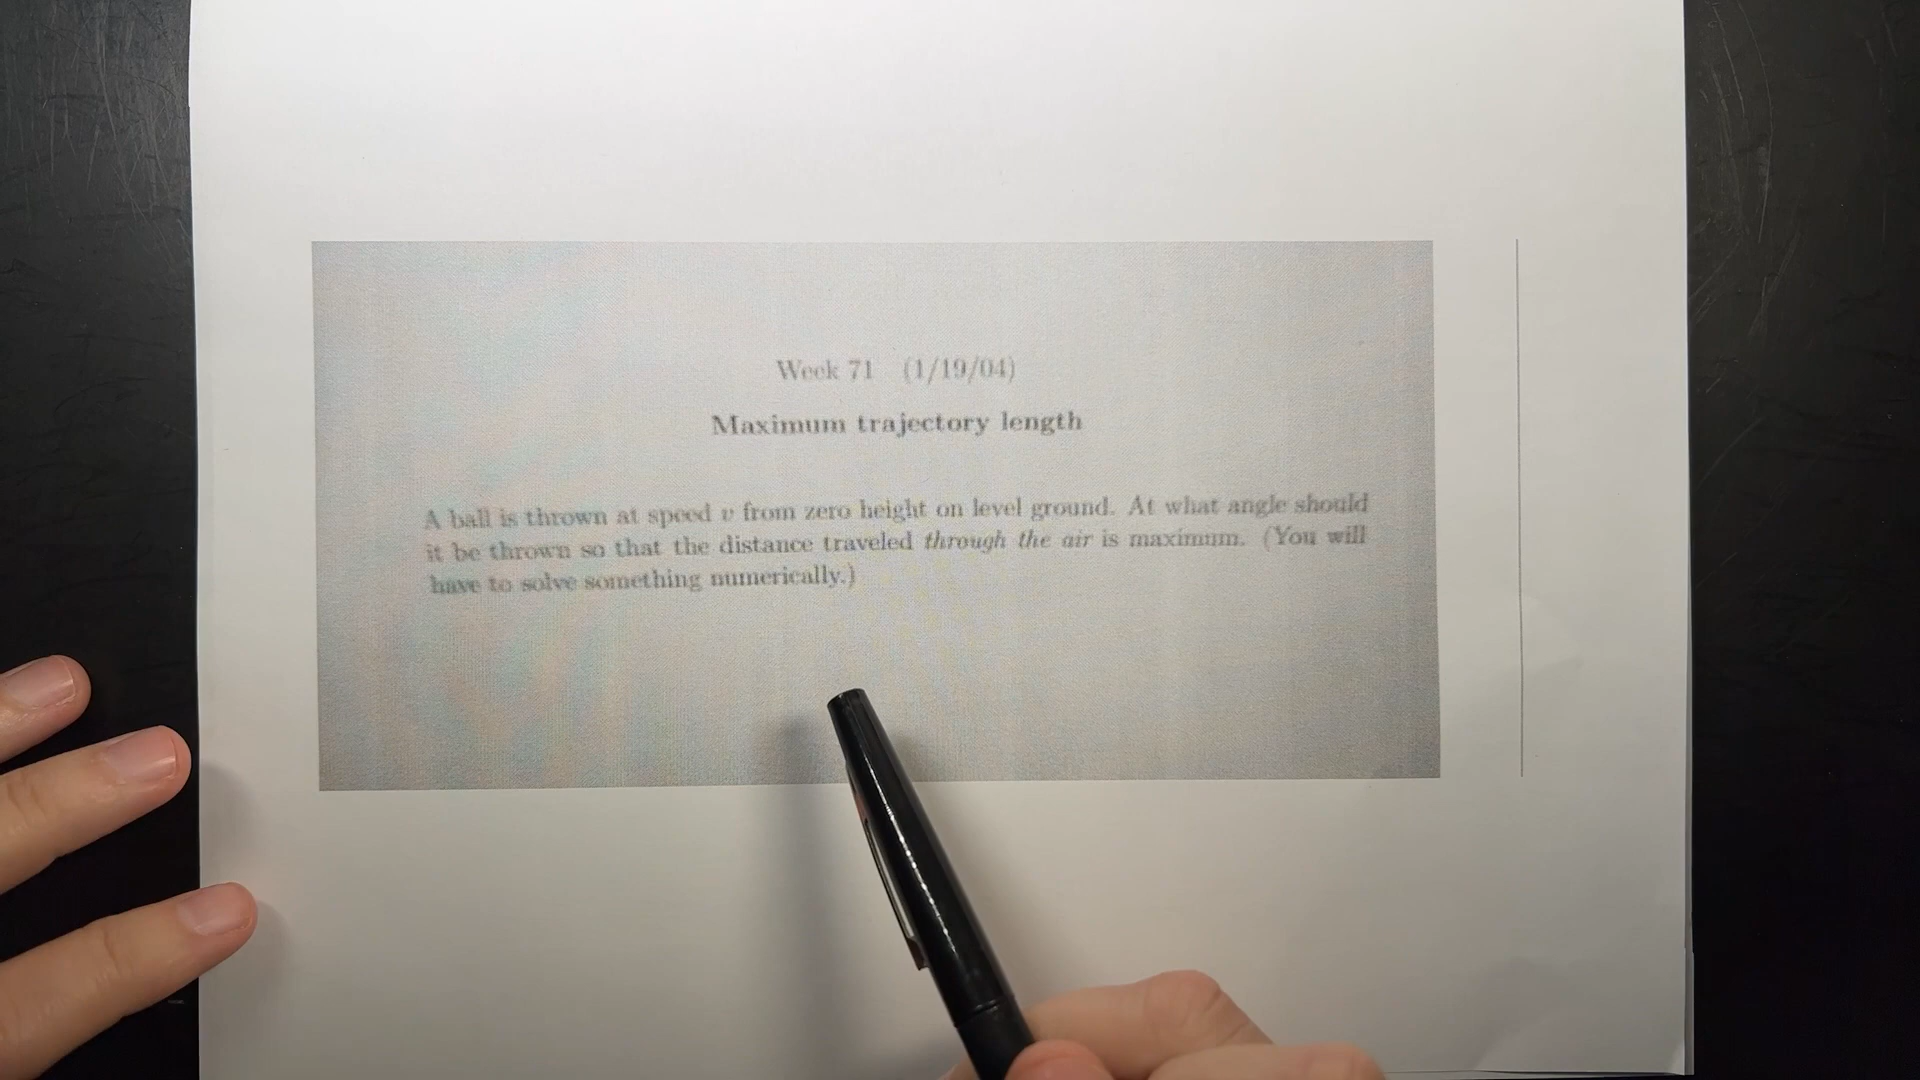 Week 71 (1/19/04)
Maximum trajectory length
A ball is thrown at speed v from zero height on level ground. At what angle should
it be thrown so that the distance traveled through the air is maximum. (You will
have to solve something numerically.)